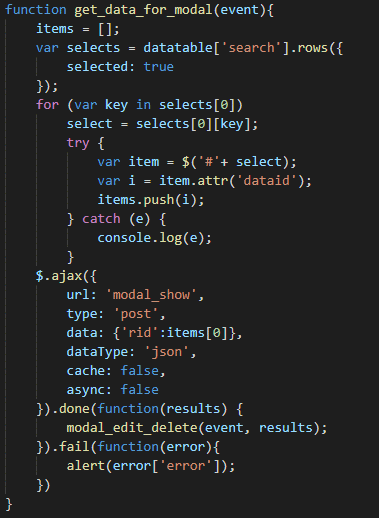 function get_data_for_modal(event){
    items = [];
    var selects = datatable['search'].rows({
        selected: true
    });
    for (var key in selects[0])
        select = selects[0][key];
        try {
            var item = $('#'+ select);
            var i = item.attr('dataid');
            items.push(i);
        } catch (e) {
            console.log(e);
        }
    $.ajax({
        url: 'modal_show',
        type: 'post',
        data: {'rid':items[0]},
        dataType: 'json',
        cache: false,
        async: false
    }).done(function(results) {
        modal_edit_delete(event, results);
    }).fail(function(error){
        alert(error['error']);
    })
}